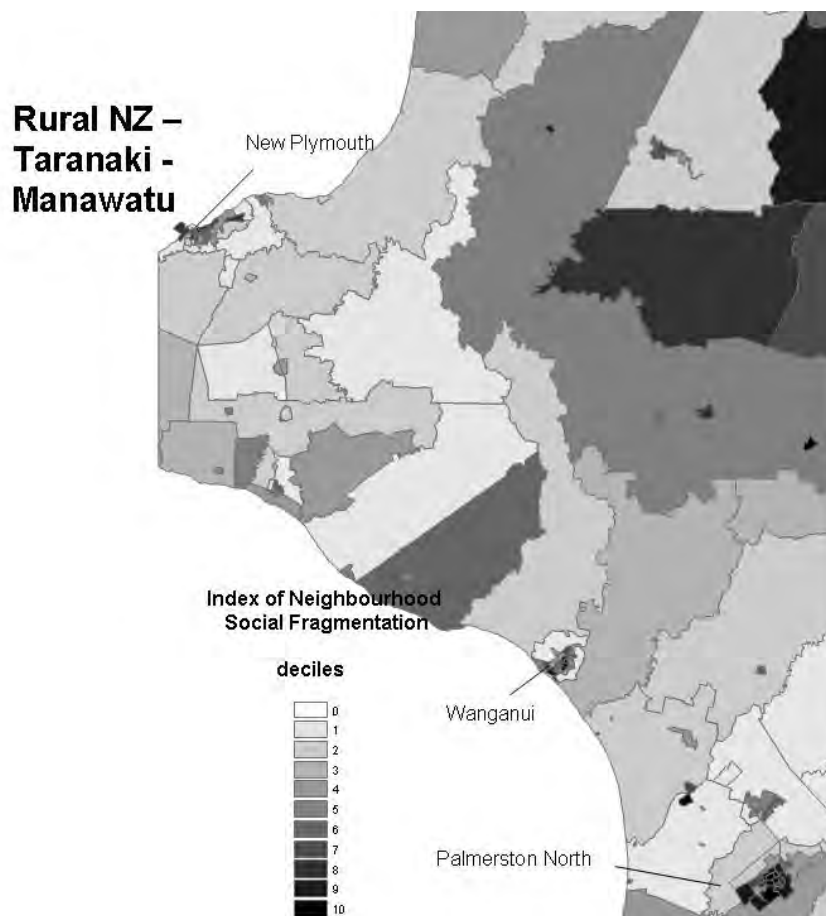 Rural NZ –
Taranaki -
Manawatu
New Plymouth
Index of Neighbourhood
Social Fragmentation
deciles
0
1
2
3
4
5
6
7
8
9
10
Wanganui
Palmerston North